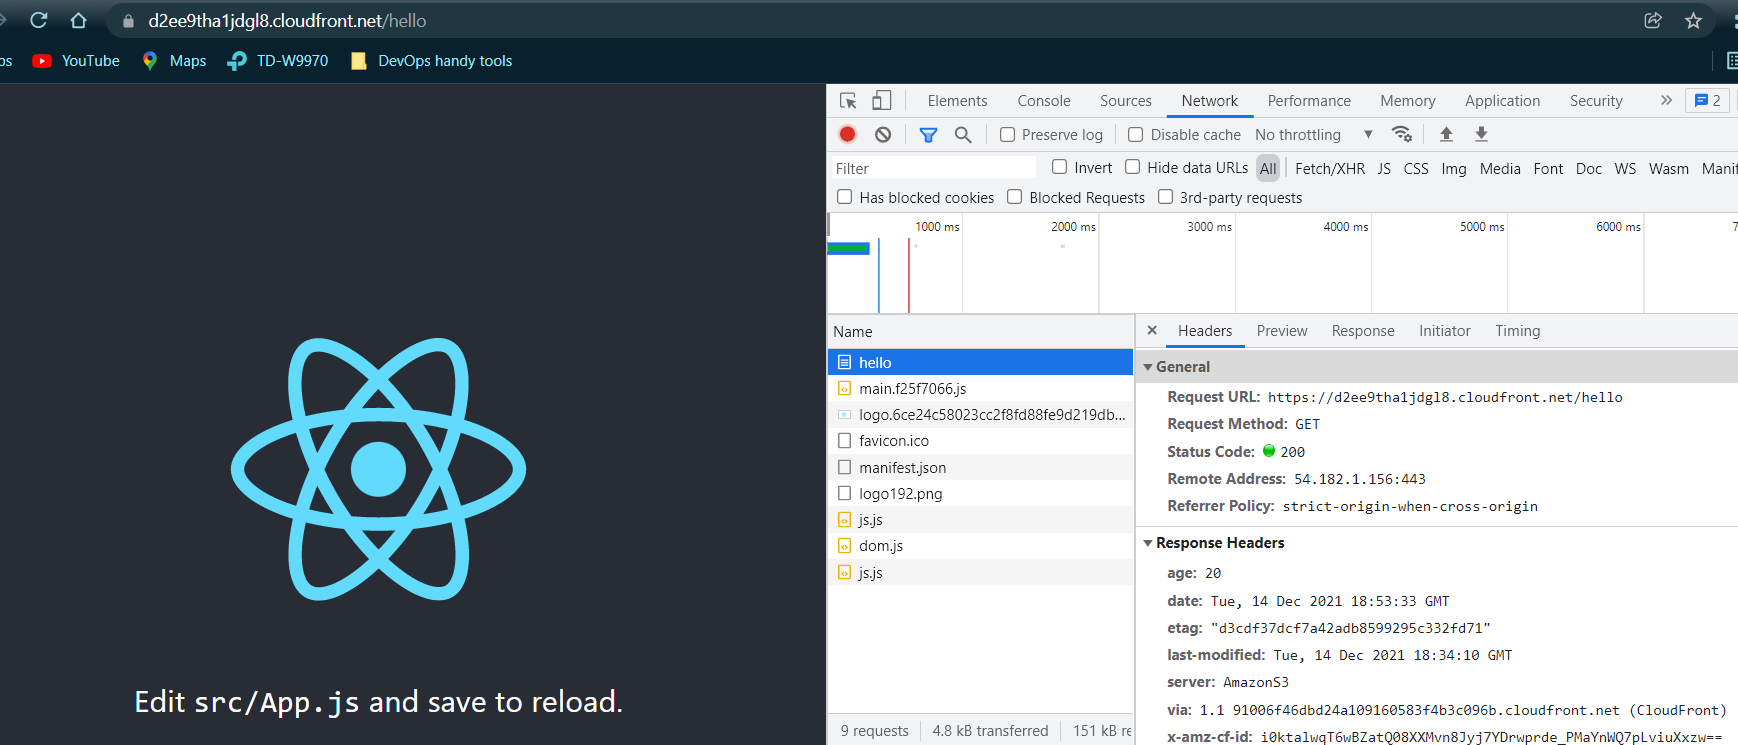 d2ee9tha1jdgl8.cloudfront.net/hello
ps YouTube Maps TD-W9970 DevOps handy tools
Elements Console Sources Network Performance Memory Application Security » 2
Preserve log Disable cache No throttling
Filter Invert Hide data URLs All Fetch/XHR JS CSS Img Media Font Doc WS Wasm Manif
Has blocked cookies Blocked Requests 3rd-party requests
1000 ms 2000 ms 3000 ms 4000 ms 5000 ms 6000 ms 7
Name
hello
main.f25f7066.js
logo.6ce24c58023cc2f8fd88fe9d219db...
favicon.ico
manifest.json
logo192.png
js.js
dom.js
js.js
9 requests 4.8 kB transferred 151 kB re
Headers Preview Response Initiator Timing
General
Request URL: https://d2ee9tha1jdgl8.cloudfront.net/hello
Request Method: GET
Status Code: 200
Remote Address: 54.182.1.156:443
Referrer Policy: strict-origin-when-cross-origin
Response Headers
age: 20
date: Tue, 14 Dec 2021 18:53:33 GMT
etag: "d3cdf37dcf7a42adb8599295c332fd71"
last-modified: Tue, 14 Dec 2021 18:34:10 GMT
server: AmazonS3
via: 1.1 91006f46dbd24a109160583f4b3c096b.cloudfront.net (CloudFront)
x-amz-cf-id: i0ktalwqT6wBZatQ08XXMvn8Jyj7YDrwprde_PMaYnWQ7pLviuXxzw==
Edit src/App.js and save to reload.